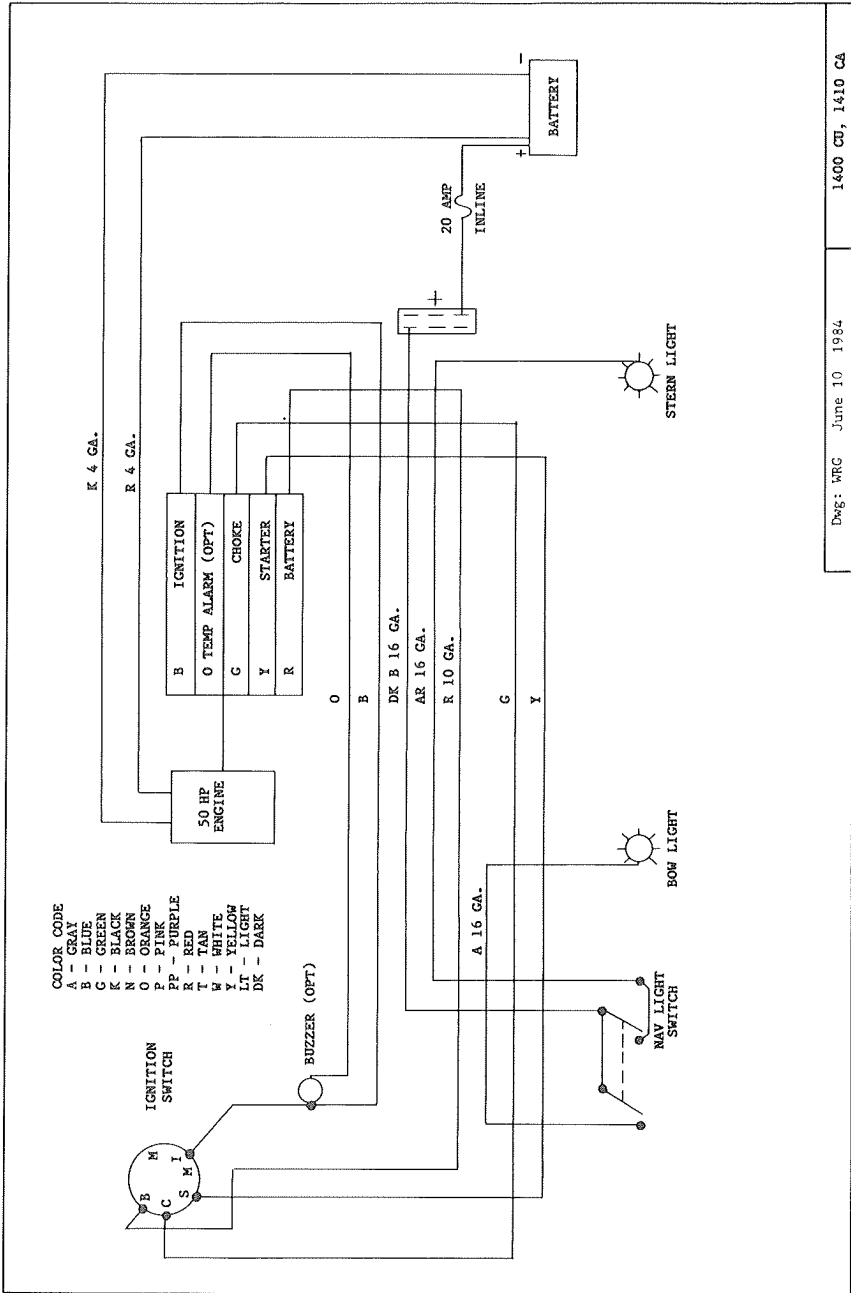 COLOR CODE
A - GRAY
B - BLUE
G - GREEN
K - BLACK
N - BROWN
O - ORANGE
P - PINK
PP - PURPLE
R - RED
T - TAN
W - WHITE
Y - YELLOW
LT - LIGHT
DK - DARK
IGNITION
SWITCH
B
M
I
M
S
C
BUZZER (OPT)
50 HP
ENGINE
K 4 GA.
R 4 GA.
B IGNITION
O TEMP ALARM (OPT)
G CHOKE
Y STARTER
R BATTERY
-
BATTERY
+
20 AMP
INLINE
+
O
B
DK B 16 GA.
AR 16 GA.
R 10 GA.
G
Y
A 16 GA.
NAV LIGHT
SWITCH
BOW LIGHT
STERN LIGHT
Dwg: WRG June 10 1984
1400 CU, 1410 CA